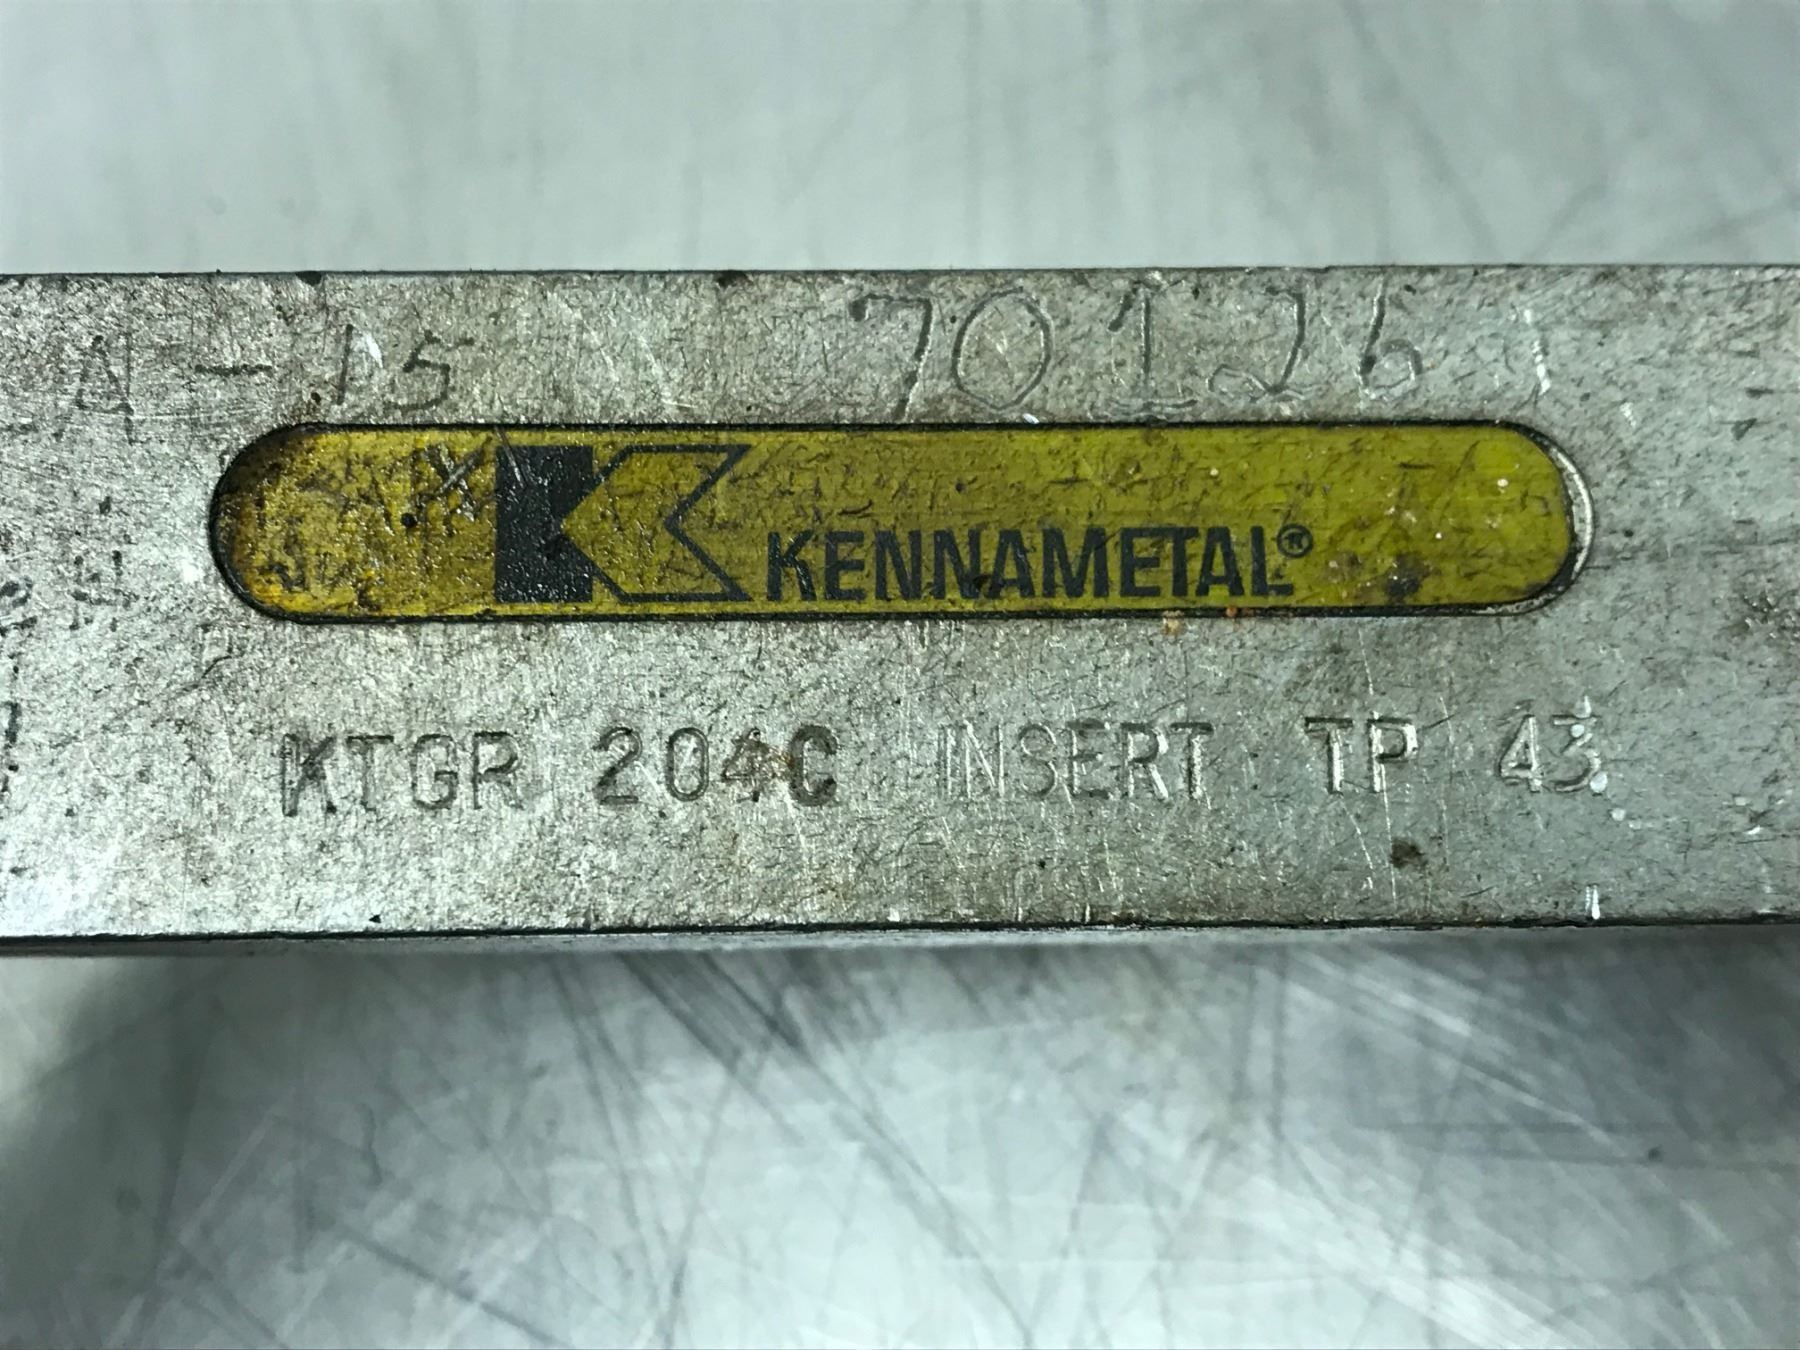 A-15 70126
KENNAMETAL®
KTGR 204C INSERT TP 43